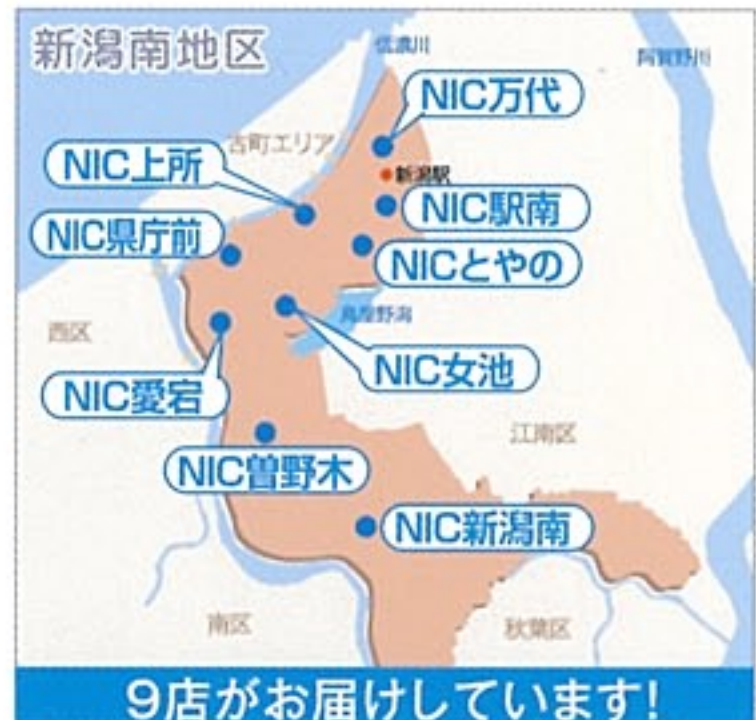 新潟南地区
信濃川
阿賀野川
NIC万代
古町エリア
NIC上所
新潟駅
NIC県庁前
NIC駅南
NICとやの
西区
鳥屋野潟
NIC女池
NIC愛宕
江南区
NIC曽野木
NIC新潟南
南区
秋葉区
9店がお届けしています!